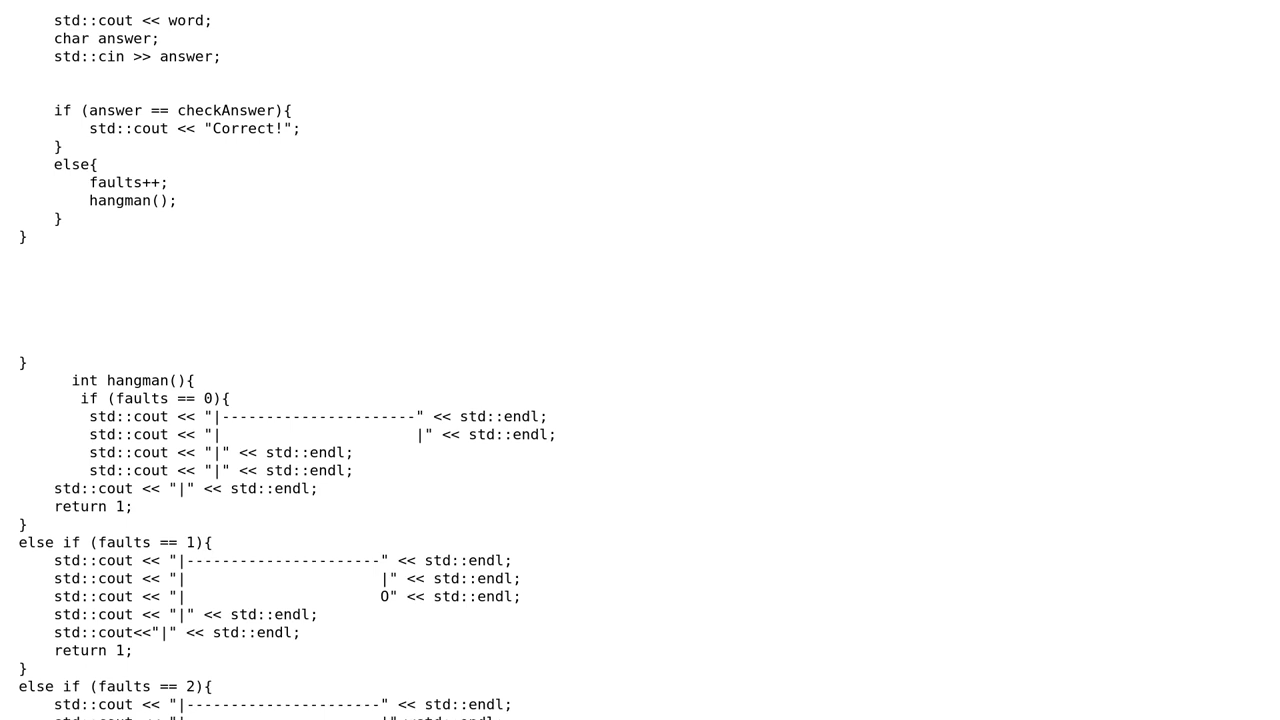 std::cout << word;
    char answer;
    std::cin >> answer;


    if (answer == checkAnswer){
        std::cout << "Correct!";
    }
    else{
        faults++;
        hangman();
    }
}






}
      int hangman(){
       if (faults == 0){
        std::cout << "|----------------------" << std::endl;
        std::cout << "|                      |" << std::endl;
        std::cout << "|" << std::endl;
        std::cout << "|" << std::endl;
    std::cout << "|" << std::endl;
    return 1;
}
else if (faults == 1){
    std::cout << "|----------------------" << std::endl;
    std::cout << "|                      |" << std::endl;
    std::cout << "|                      O" << std::endl;
    std::cout << "|" << std::endl;
    std::cout<<"|" << std::endl;
    return 1;
}
else if (faults == 2){
    std::cout << "|----------------------" << std::endl;